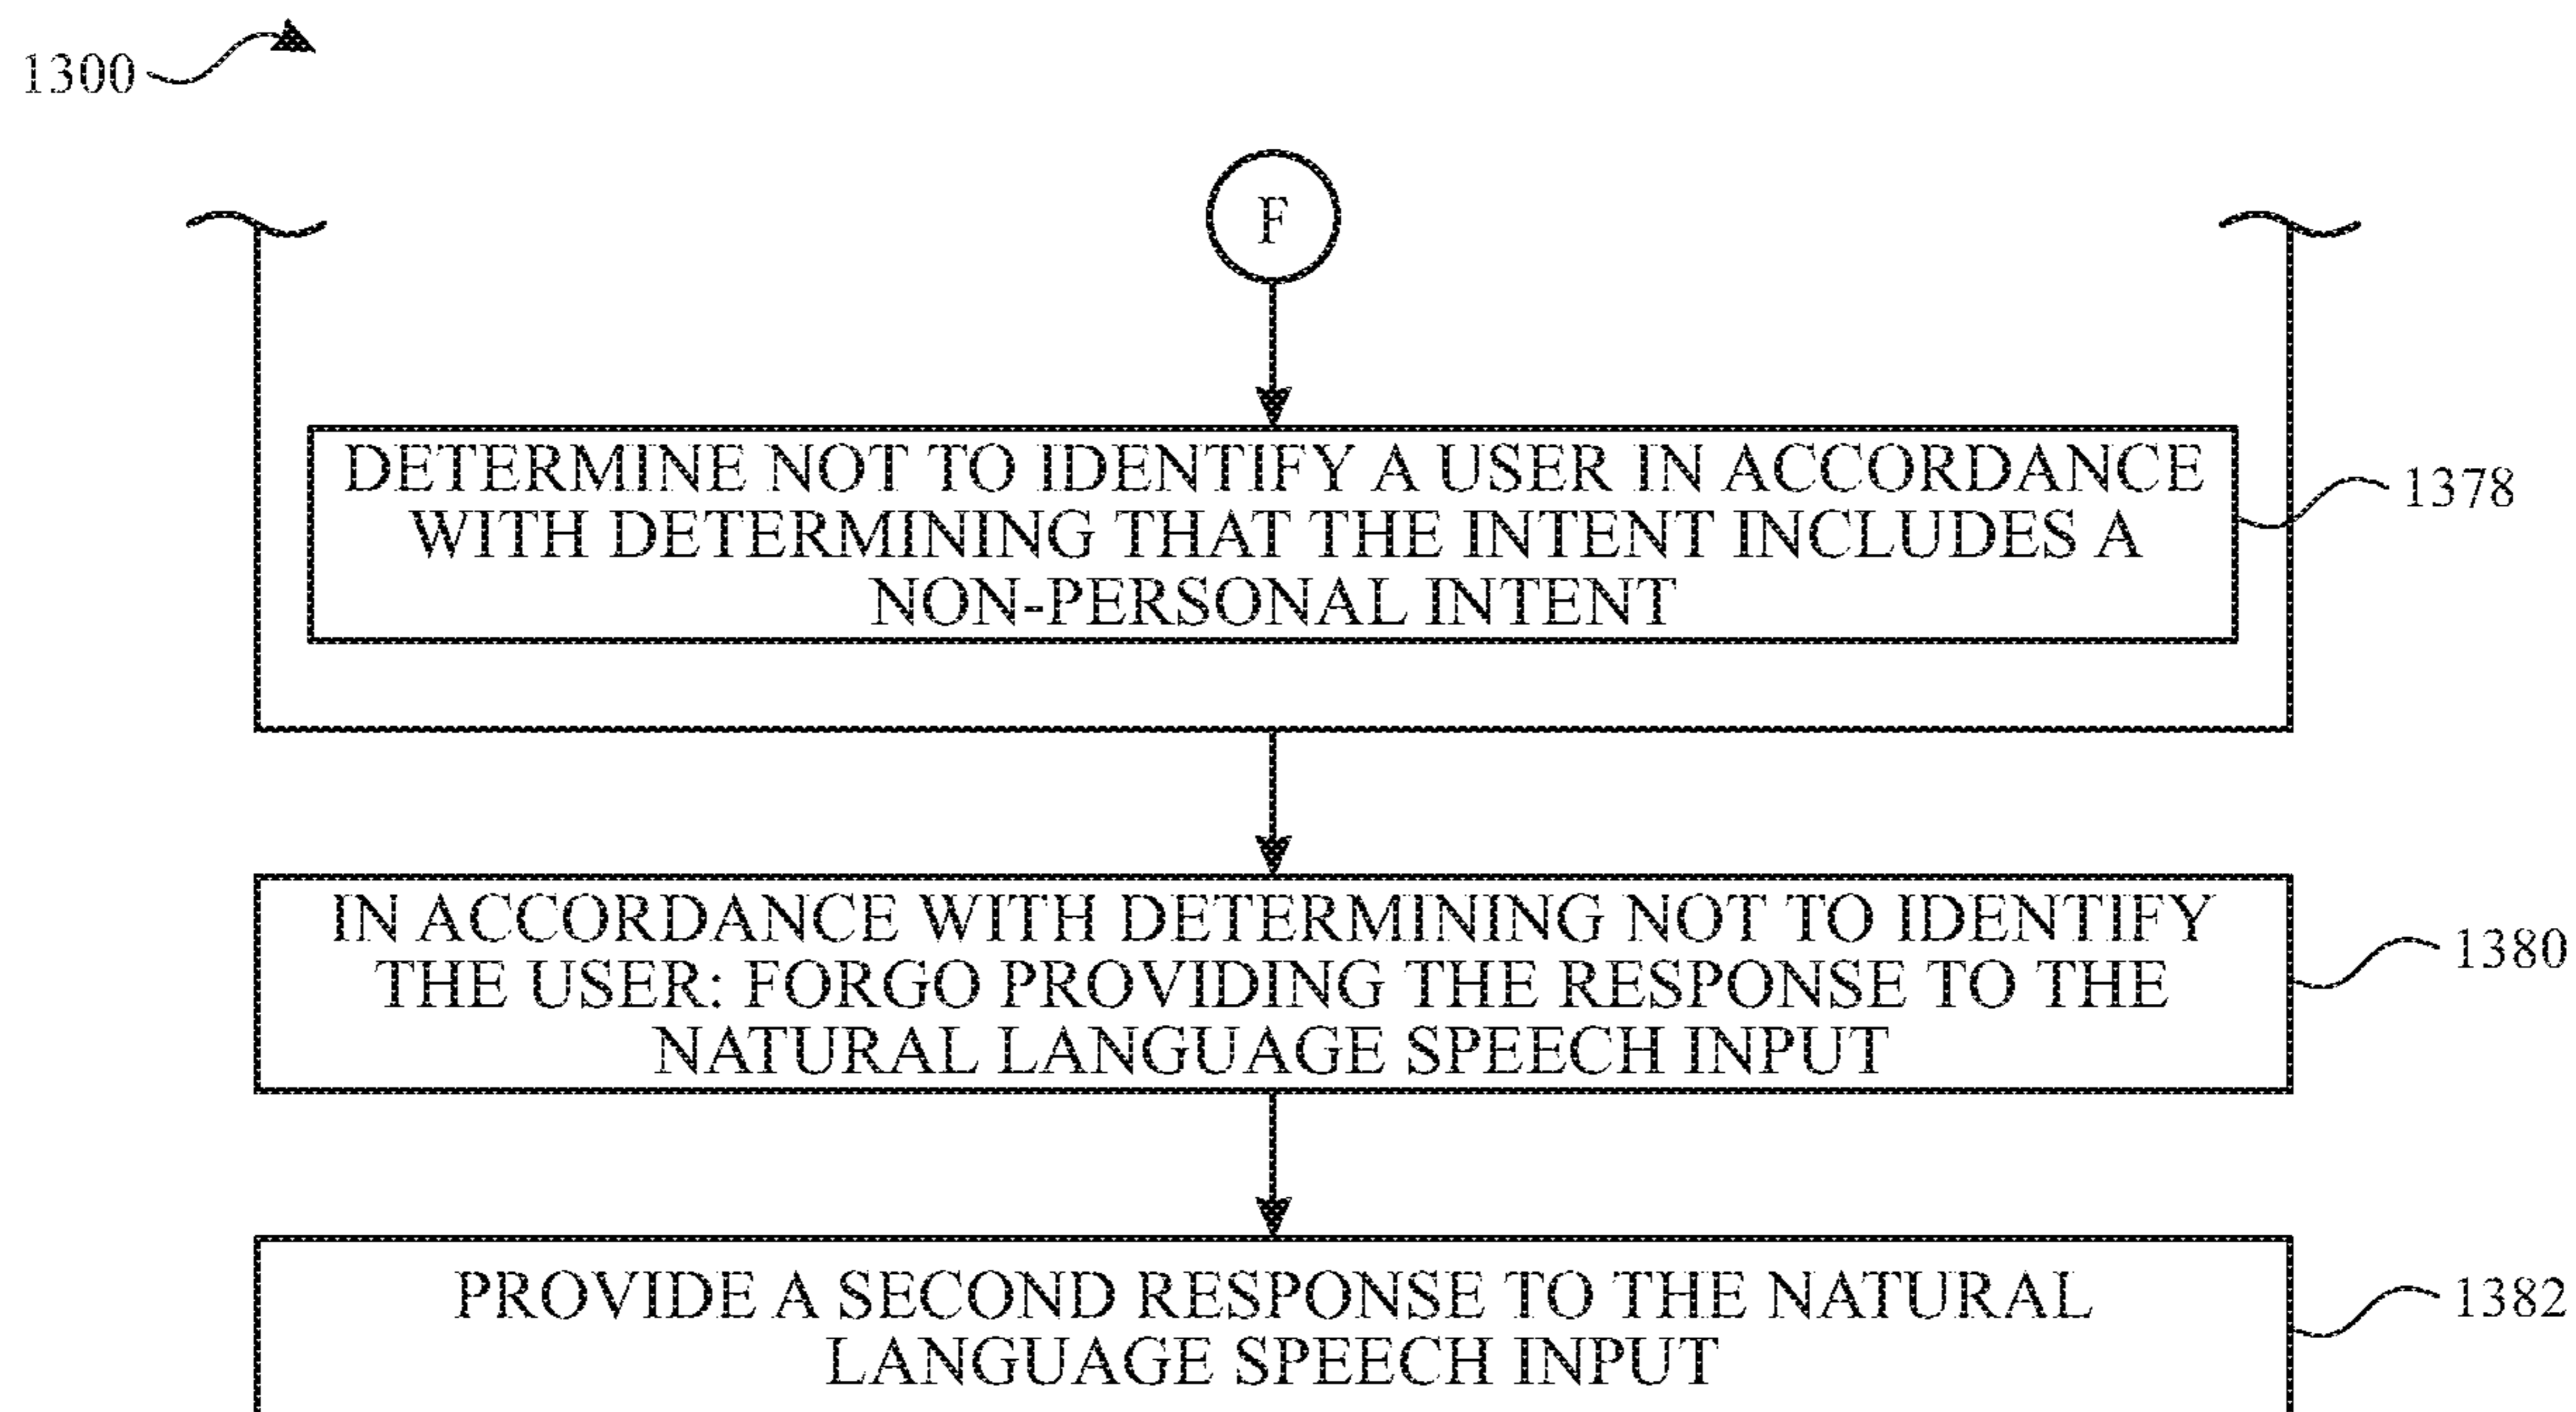 1300
F
DETERMINE NOT TO IDENTIFY A USER IN ACCORDANCE
WITH DETERMINING THAT THE INTENT INCLUDES A
NON-PERSONAL INTENT
1378
IN ACCORDANCE WITH DETERMINING NOT TO IDENTIFY
THE USER: FORGO PROVIDING THE RESPONSE TO THE
NATURAL LANGUAGE SPEECH INPUT
1380
PROVIDE A SECOND RESPONSE TO THE NATURAL
LANGUAGE SPEECH INPUT
1382